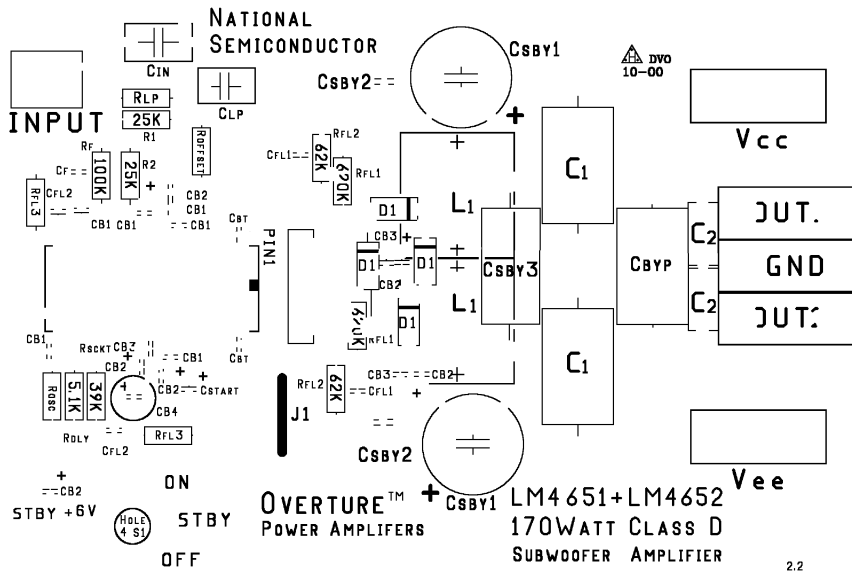 NATIONAL
SEMICONDUCTOR
CSBY1
CSBY2
DVO
10-00
CIN
CLP
RLP
25K
R1
INPUT
ROFFSET
RF
100K
R2
25K
CF
RFL2
62K
CFL1
620K
RFL1
C1
Vcc
RFL3
CFL2
CB2
CB1
CB1
CB1
CB1
CBT
D1
L1
CB3
PIN1
D1
D1
CB2
CSBY3
CBYP
C2
OUT
GND
C2
OUT
L1
D1
RFL1
CB1
RSCKT
CB3
CB2
CB1
CBT
CB2
CSTART
CB4
ROSC
5.1K
39K
RDLY
CFL2
RFL3
J1
RFL2
62K
CB3
CB2
CFL1
C1
CSBY2
CSBY1
Vee
CB2
STBY +6V
ON
STBY
OFF
HOLE
4 S1
OVERTURE™
POWER AMPLIFERS
LM4651+LM4652
170WATT CLASS D
SUBWOOFER AMPLIFIER
2.2